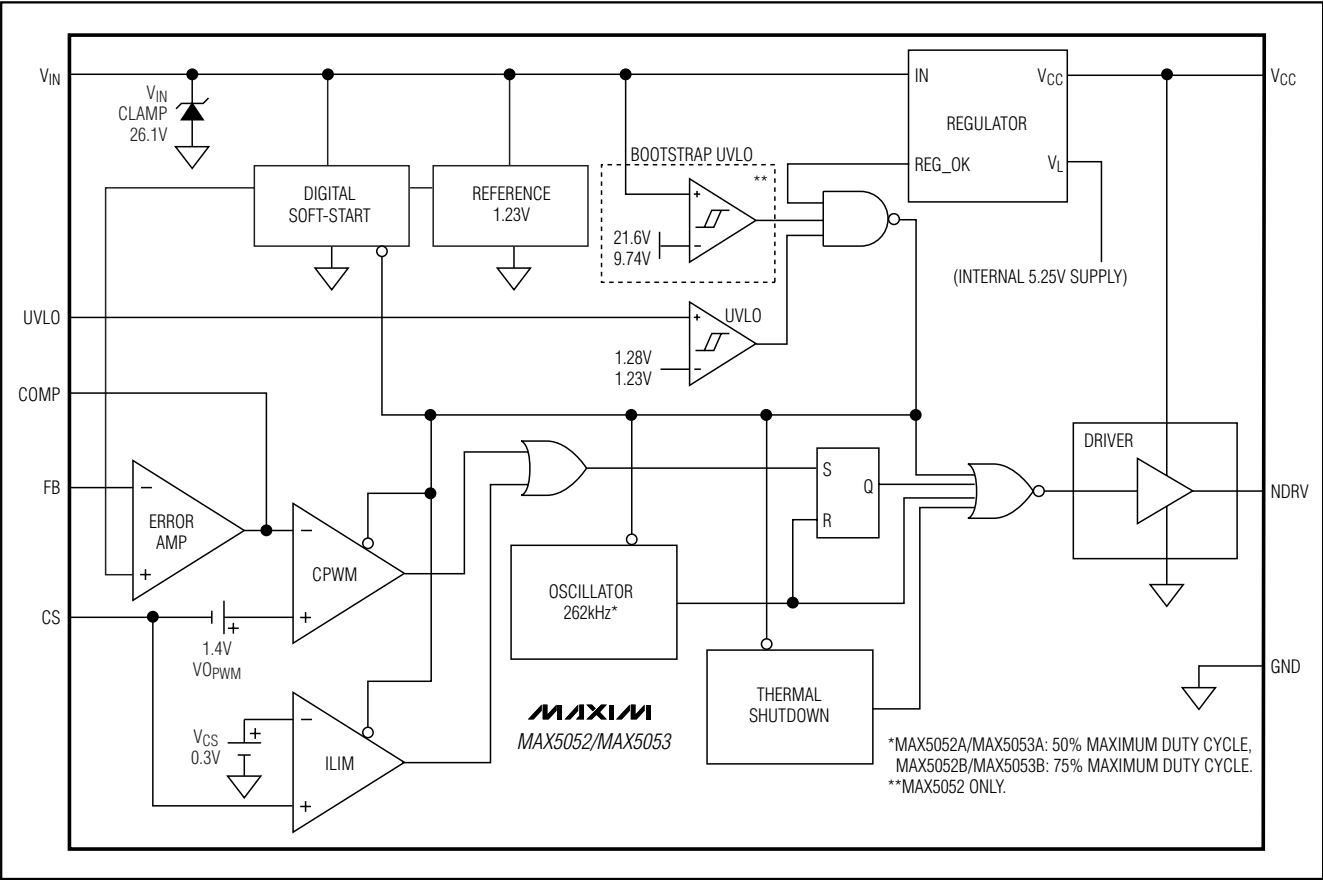 VIN
VIN
CLAMP
26.1V
IN
VCC
VCC
REGULATOR
REG_OK
VL
BOOTSTRAP UVLO
**
DIGITAL
SOFT-START
REFERENCE
1.23V
+
21.6V
9.74V
−
(INTERNAL 5.25V SUPPLY)
UVLO
+
UVLO
1.28V
1.23V
−
COMP
DRIVER
FB
−
ERROR
AMP
+
S
Q
R
NDRV
−
CPWM
+
OSCILLATOR
262kHz*
CS
+
1.4V
VOPWM
GND
THERMAL
SHUTDOWN
MAXIM
MAX5052/MAX5053
VCS
0.3V
+
−
ILIM
+
*MAX5052A/MAX5053A: 50% MAXIMUM DUTY CYCLE,
MAX5052B/MAX5053B: 75% MAXIMUM DUTY CYCLE.
**MAX5052 ONLY.